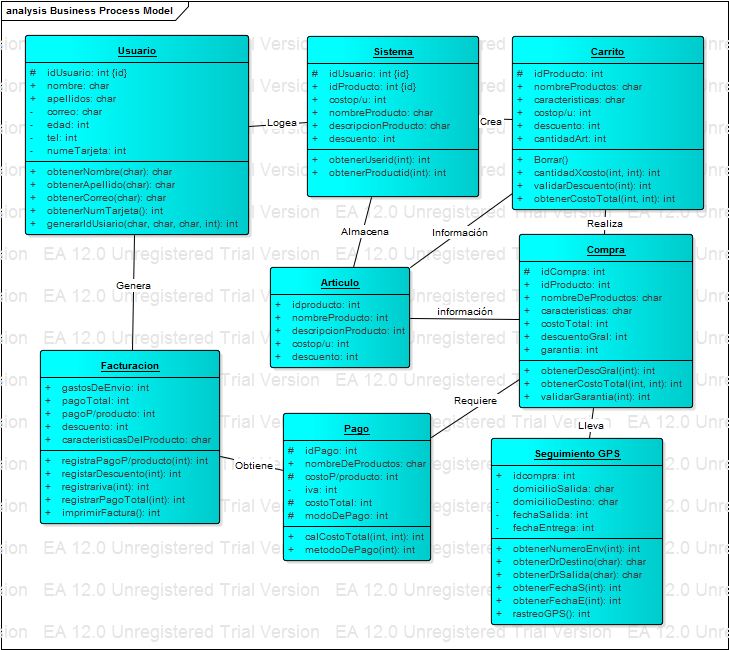 analysis Business Process Model
Usuario
# idUsuario: int {id}
+ nombre: char
+ apellidos: char
- correo: char
- edad: int
- tel: int
- numeTarjeta: int
+ obtenerNombre(char): char
+ obtenerApellido(char): char
+ obtenerCorreo(char): char
+ obtenerNumTarjeta(): int
+ generarIdUsiario(char, char, char, int): int
Logea
Sistema
# idUsuario: int {id}
+ idProducto: int {id}
+ costop/u: int
+ nombreProducto: char
+ descripcionProducto: char
+ descuento: int
+ obtenerUserid(int): int
+ obtenerProductid(int): int
Crea
Carrito
# idProducto: int
+ nombreProductos: char
+ caracteristicas: char
+ costop/u: int
+ descuento: int
+ cantidadArt: int
+ Borrar()
+ cantidadXcosto(int, int): int
+ validarDescuento(int): int
+ obtenerCostoTotal(int): int
Almacena
Información
Realiza
Genera
Articulo
+ idproducto: int
+ nombreProducto: int
+ descripcionProducto: int
+ costop/u: int
+ descuento: int
información
Compra
# idCompra: int
+ idProducto: int
+ nombreDeProductos: char
+ caracteristicas: char
+ costoTotal: int
+ descuentoGral: int
+ garantia: int
+ obtenerDescGral(int): int
+ obtenerCostoTotal(int, int): int
+ validarGarantia(int): int
Facturacion
+ gastosDeEnvio: int
+ pagoTotal: int
+ pagoP/producto: int
+ descuento: int
+ caracteristicasDelProducto: char
+ registraPagoP/producto(int): int
+ registarDescuento(int): int
+ registrariva(int): int
+ registrarPagoTotal(int): int
+ imprimirFactura(): int
Obtiene
Requiere
Lleva
Pago
# idPago: int
+ nombreDeProductos: char
# costoP/producto: int
- iva: int
# costoTotal: int
# modoDePago: int
+ calCostoTotal(int, int): int
+ metodoDePago(int): int
Seguimiento GPS
+ idcompra: int
- domicilioSalida: char
- domicilioDestino: char
- fechaSalida: int
- fechaEntrega: int
+ obtenerNumeroEnv(int): int
+ obtenerDrDestino(char): char
+ obtenerDrSalida(char): char
+ obtenerFechaS(int): int
+ obtenerFechaE(int): int
+ rastreoGPS(): int
EA 12.0 Unregistered Trial Version